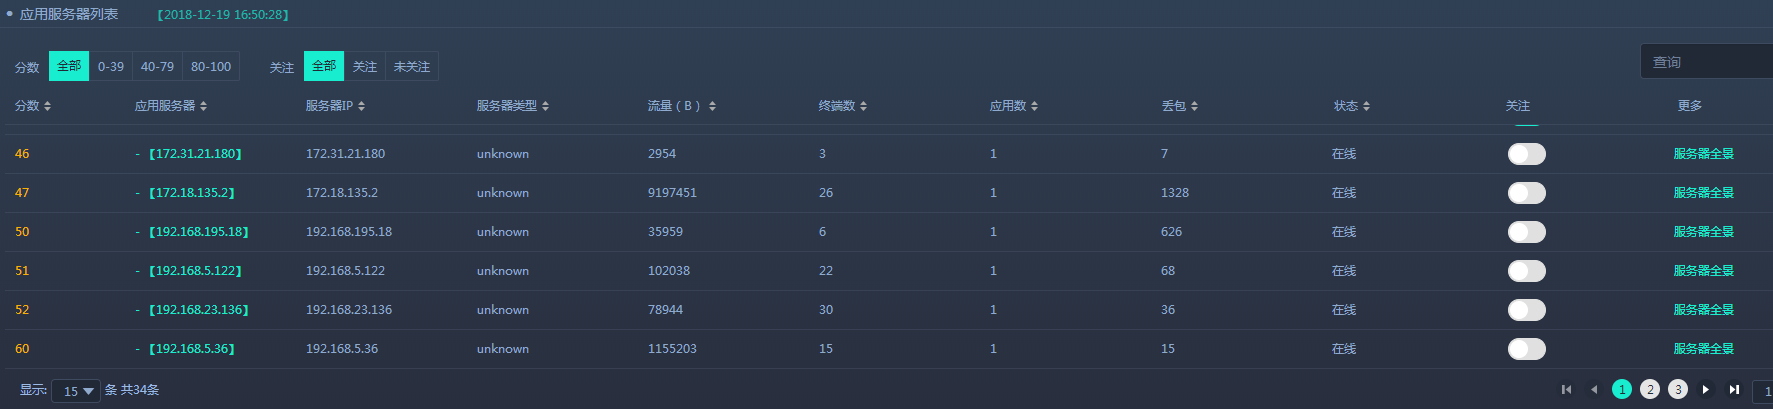 应用服务器列表 【2018-12-19 16:50:28】
分数 全部 0-39 40-79 80-100 关注 全部 关注 未关注 查询
分数 应用服务器 服务器IP 服务器类型 流量（B） 终端数 应用数 丢包 状态 关注 更多
46 - 【172.31.21.180】 172.31.21.180 unknown 2954 3 1 7 在线 服务器全景
47 - 【172.18.135.2】 172.18.135.2 unknown 9197451 26 1 1328 在线 服务器全景
50 - 【192.168.195.18】 192.168.195.18 unknown 35959 6 1 626 在线 服务器全景
51 - 【192.168.5.122】 192.168.5.122 unknown 102038 22 1 68 在线 服务器全景
52 - 【192.168.23.136】 192.168.23.136 unknown 78944 30 1 36 在线 服务器全景
60 - 【192.168.5.36】 192.168.5.36 unknown 1155203 15 1 15 在线 服务器全景
显示: 15 条 共34条 1 2 3 1